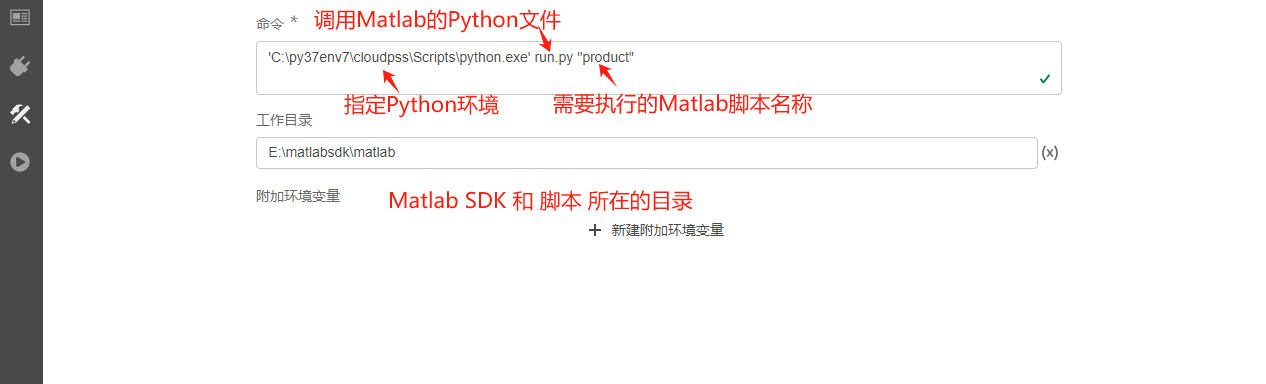 命令 * 调用Matlab的Python文件
'C:\py37env7\cloudpss\Scripts\python.exe' run.py "product"
指定Python环境 需要执行的Matlab脚本名称
工作目录
E:\matlabsdk\matlab (x)
附加环境变量 Matlab SDK 和 脚本 所在的目录
新建附加环境变量